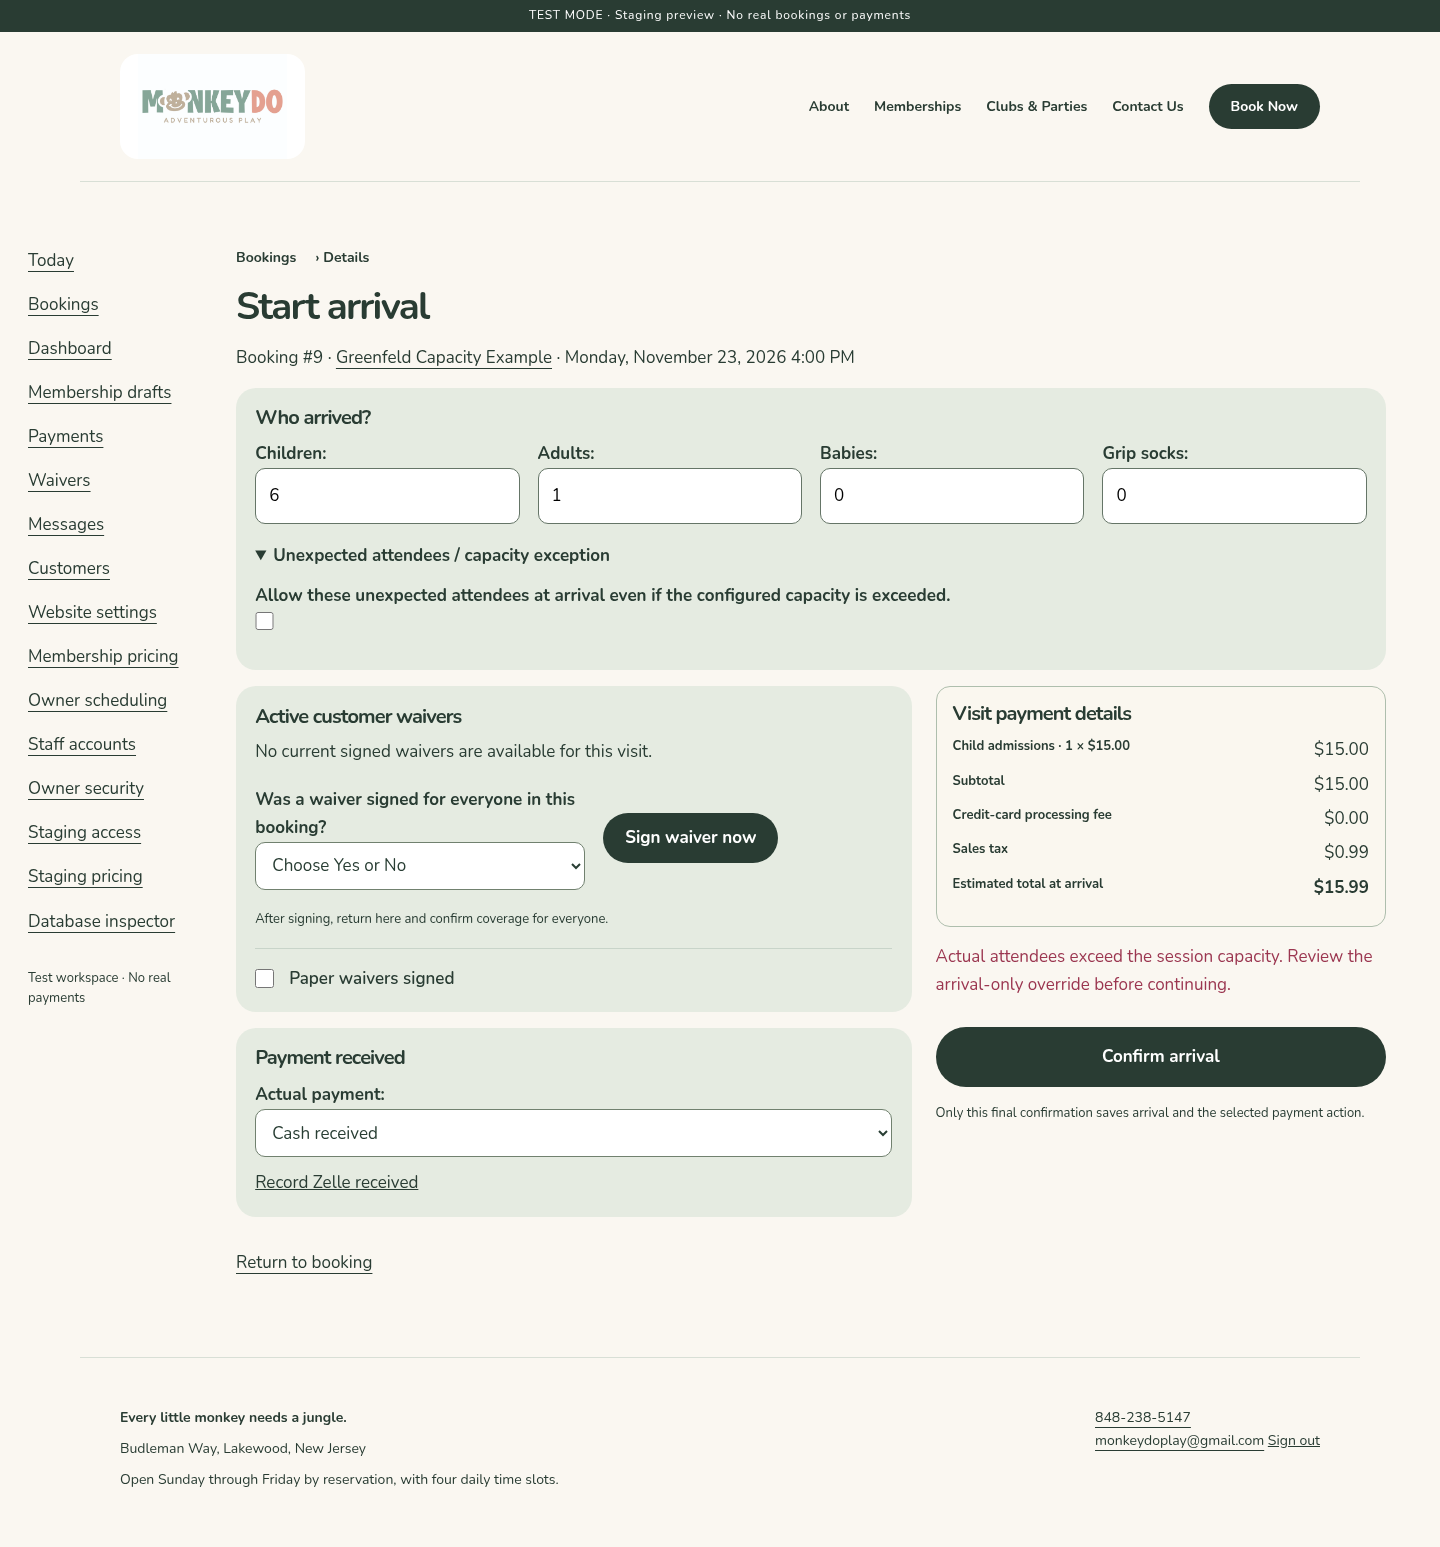 TEST MODE · Staging preview · No real bookings or payments
MONKEYDO
ADVENTUROUS PLAY
About
Memberships
Clubs & Parties
Contact Us
Book Now
Today
Bookings
Dashboard
Membership drafts
Payments
Waivers
Messages
Customers
Website settings
Membership pricing
Owner scheduling
Staff accounts
Owner security
Staging access
Staging pricing
Database inspector
Test workspace · No real
payments
Bookings › Details
Start arrival
Booking #9 · Greenfeld Capacity Example · Monday, November 23, 2026 4:00 PM
Who arrived?
Children:
6
Adults:
1
Babies:
0
Grip socks:
0
▼ Unexpected attendees / capacity exception
Allow these unexpected attendees at arrival even if the configured capacity is exceeded.
Active customer waivers
No current signed waivers are available for this visit.
Was a waiver signed for everyone in this
booking?
Choose Yes or No
Sign waiver now
After signing, return here and confirm coverage for everyone.
Paper waivers signed
Payment received
Actual payment:
Cash received
Record Zelle received
Visit payment details
Child admissions · 1 × $15.00 $15.00
Subtotal $15.00
Credit-card processing fee $0.00
Sales tax $0.99
Estimated total at arrival $15.99
Actual attendees exceed the session capacity. Review the
arrival-only override before continuing.
Confirm arrival
Only this final confirmation saves arrival and the selected payment action.
Return to booking
Every little monkey needs a jungle.
Budleman Way, Lakewood, New Jersey
Open Sunday through Friday by reservation, with four daily time slots.
848-238-5147
monkeydoplay@gmail.com Sign out